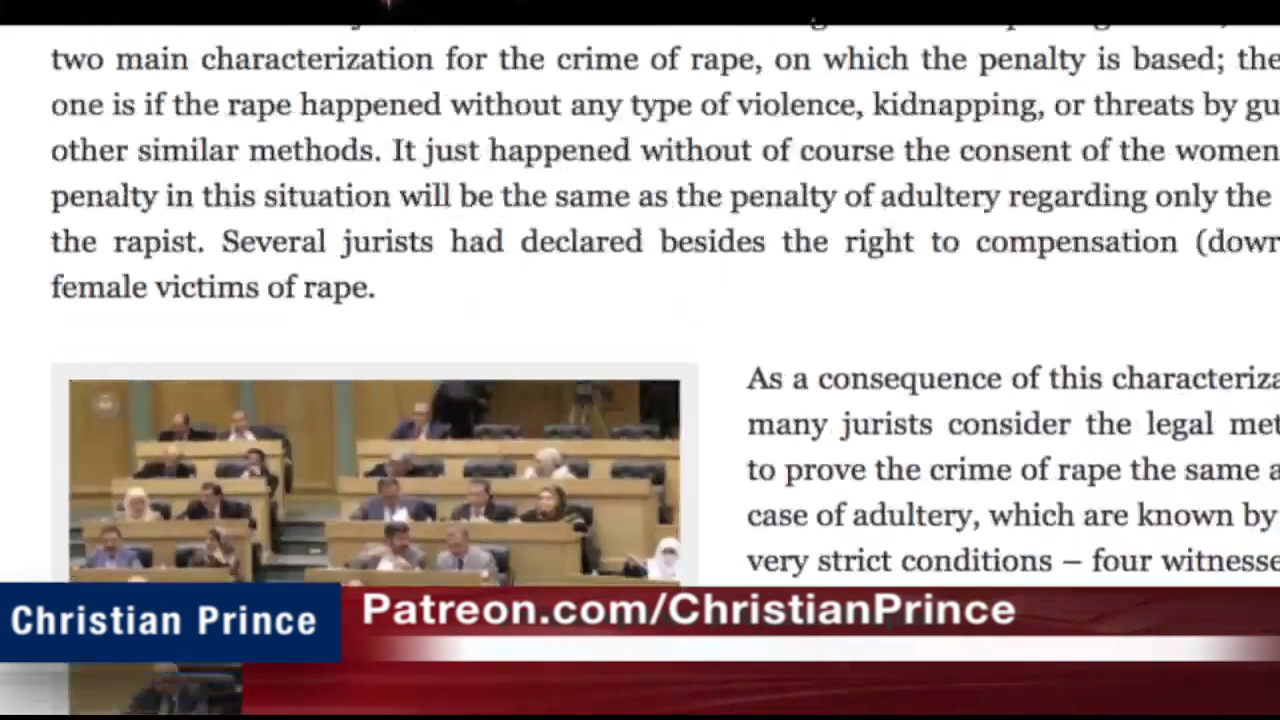 two main characterization for the crime of rape, on which the penalty is based; the
one is if the rape happened without any type of violence, kidnapping, or threats by gu
other similar methods. It just happened without of course the consent of the women
penalty in this situation will be the same as the penalty of adultery regarding only the
the rapist. Several jurists had declared besides the right to compensation (dowr
female victims of rape.
As a consequence of this characteriza
many jurists consider the legal met
to prove the crime of rape the same a
case of adultery, which are known by
very strict conditions – four witnesse
Christian Prince
Patreon.com/ChristianPrince